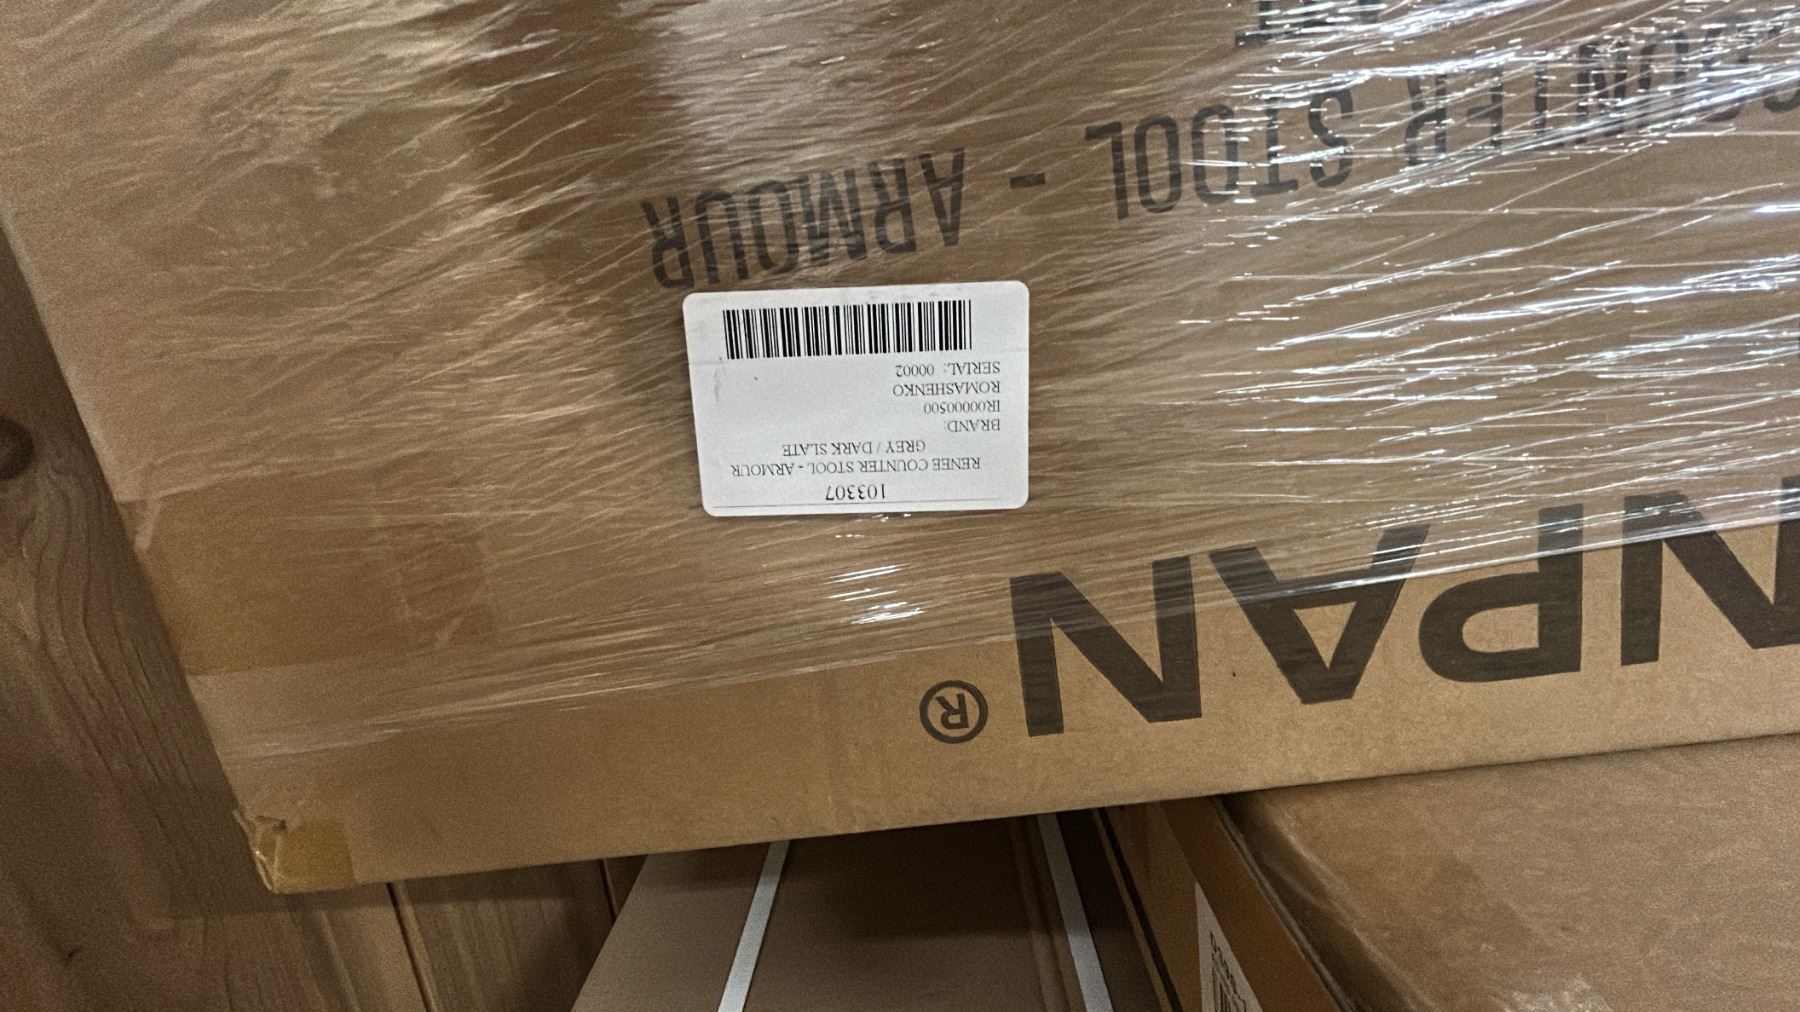 NPAN®
103307
RENEE COUNTER STOOL - ARMOUR
GREY / DARK SLATE
BRAND:
IR00000500
ROMASHENKO
SERIAL: 00002
COUNTER STOOL - ARMOUR